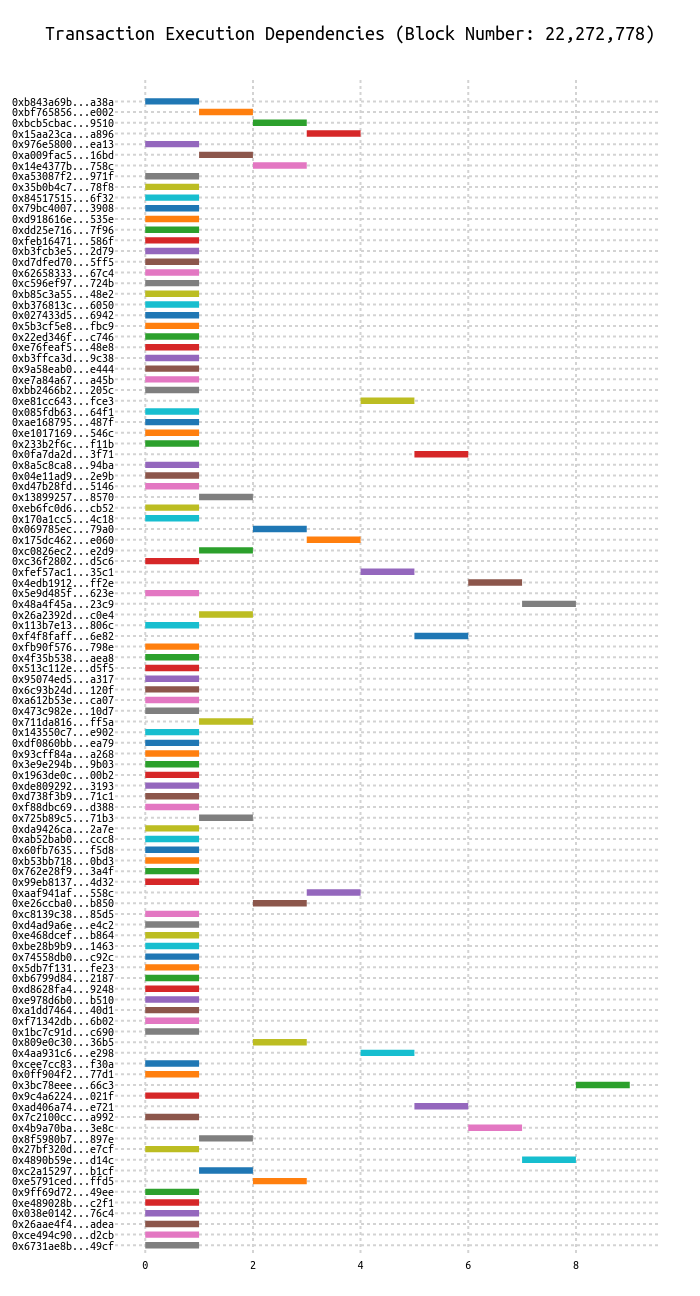 Transaction Execution Dependencies (Block Number: 22,272,778)
0xb843a69b...a38a
0xbf765856...e002
0xbcb5cbac...9510
0x15aa23ca...a896
0x976e5800...ea13
0xa009fac5...16bd
0x14e4377b...758c
0xa53087f2...971f
0x35b0b4c7...78f8
0x84517515...6f32
0x79bc4007...3908
0xd918616e...535e
0xdd25e716...7f96
0xfeb16471...586f
0xb3fcb3e5...2d79
0xd7dfed70...5ff5
0x62658333...67c4
0xc596ef97...724b
0xb85c3a55...48e2
0xb376813c...6050
0x027433d5...6942
0x5b3cf5e8...fbc9
0x22ed346f...c746
0xe76feaf5...48e8
0xb3ffca3d...9c38
0x9a58eab0...e444
0xe7a84a67...a45b
0xbb2466b2...205c
0xe81cc643...fce3
0x085fdb63...64f1
0xae168795...487f
0xe1017169...546c
0x233b2f6c...f11b
0x0fa7da2d...3f71
0x8a5c8ca8...94ba
0x04e11ad9...2e9b
0xd47b28fd...5146
0x13899257...8570
0xeb6fc0d6...cb52
0x170a1cc5...4c18
0x069785ec...79a0
0x175dc462...e060
0xc0826ec2...e2d9
0xc36f2802...d5c6
0xfef57ac1...35c1
0x4edb1912...ff2e
0x5e9d485f...623e
0x48a4f45a...23c9
0x26a2392d...c0e4
0x113b7e13...806c
0xf4f8faff...6e82
0xfb90f576...798e
0x4f35b538...aea8
0x513c112e...d5f5
0x95074ed5...a317
0x6c93b24d...120f
0xa612b53e...ca07
0x473c982e...10d7
0x711da816...ff5a
0x143550c7...e902
0xdf0860bb...ea79
0x93cff84a...a268
0x3e9e294b...9b03
0x1963de0c...00b2
0xde809292...3193
0xd738f3b9...71c1
0xf88dbc69...d388
0x725b89c5...71b3
0xda9426ca...2a7e
0xab52bab0...ccc8
0x60fb7635...f5d8
0xb53bb718...0bd3
0x762e28f9...3a4f
0x99eb8137...4d32
0xaaf941af...558c
0xe26ccba0...b850
0xc8139c38...85d5
0xd4ad9a6e...e4c2
0xe468dcef...b864
0xbe28b9b9...1463
0x74558db0...c92c
0x5db7f131...fe23
0xb6799d84...2187
0xd8628fa4...9248
0xe978d6b0...b510
0xa1dd7464...40d1
0xf71342db...6b02
0x1bc7c91d...c690
0x809e0c30...36b5
0x4aa931c6...e298
0xcee7cc83...f30a
0x0ff904f2...77d1
0x3bc78eee...66c3
0x9c4a6224...021f
0xad406a74...e721
0x7c2100cc...a992
0x4b9a70ba...3e8c
0x8f5980b7...897e
0x27bf320d...e7cf
0x4890b59e...d14c
0xc2a15297...b1cf
0xe5791ced...ffd5
0x9ff69d72...49ee
0xe489028b...c2f1
0x038e0142...76c4
0x26aae4f4...adea
0xce494c90...d2cb
0x6731ae8b...49cf
0 2 4 6 8